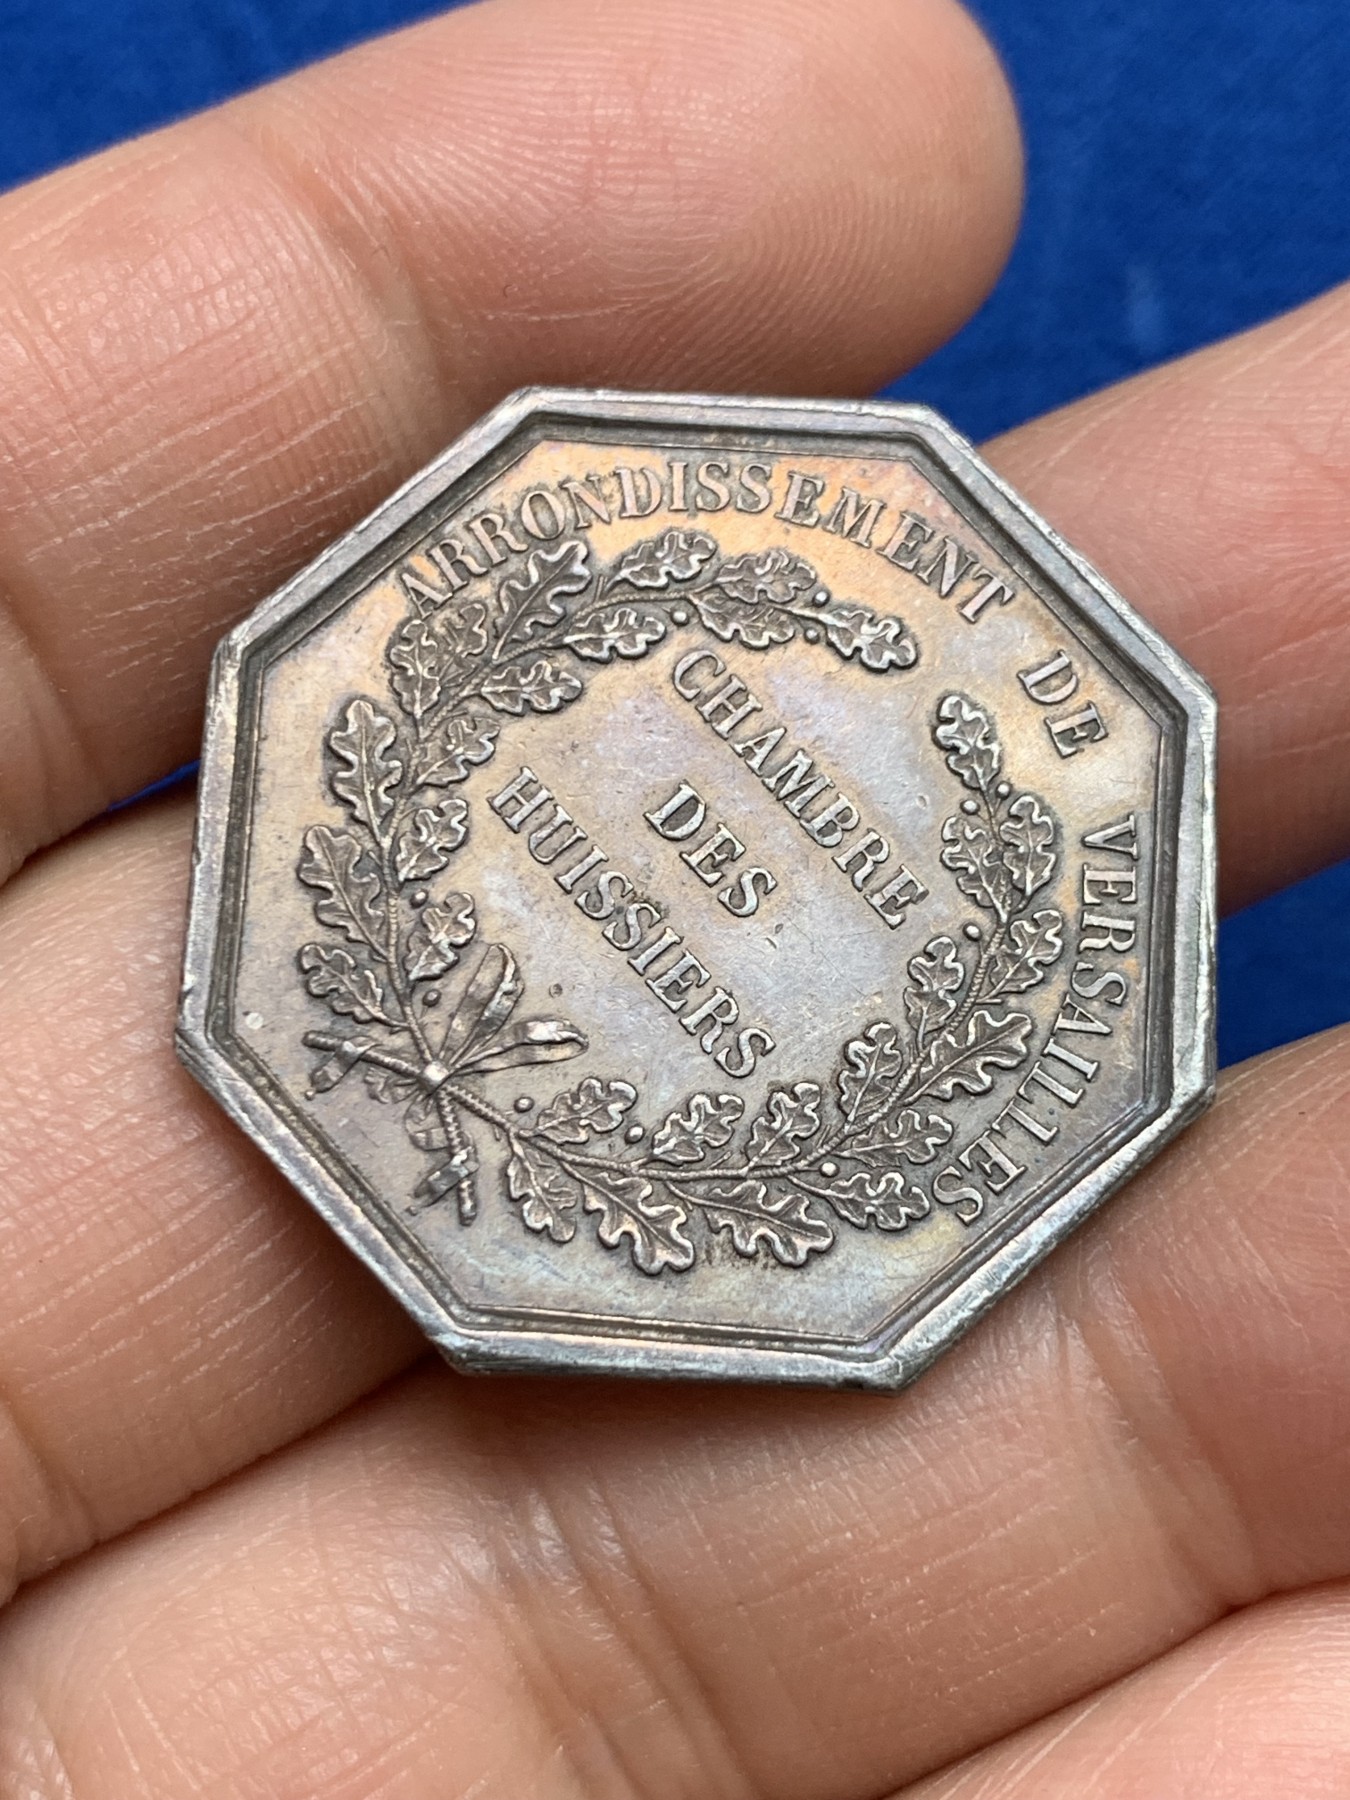 ARRONDISSEMENT DE VERSAILLES
CHAMBRE
DES
HUISSIERS